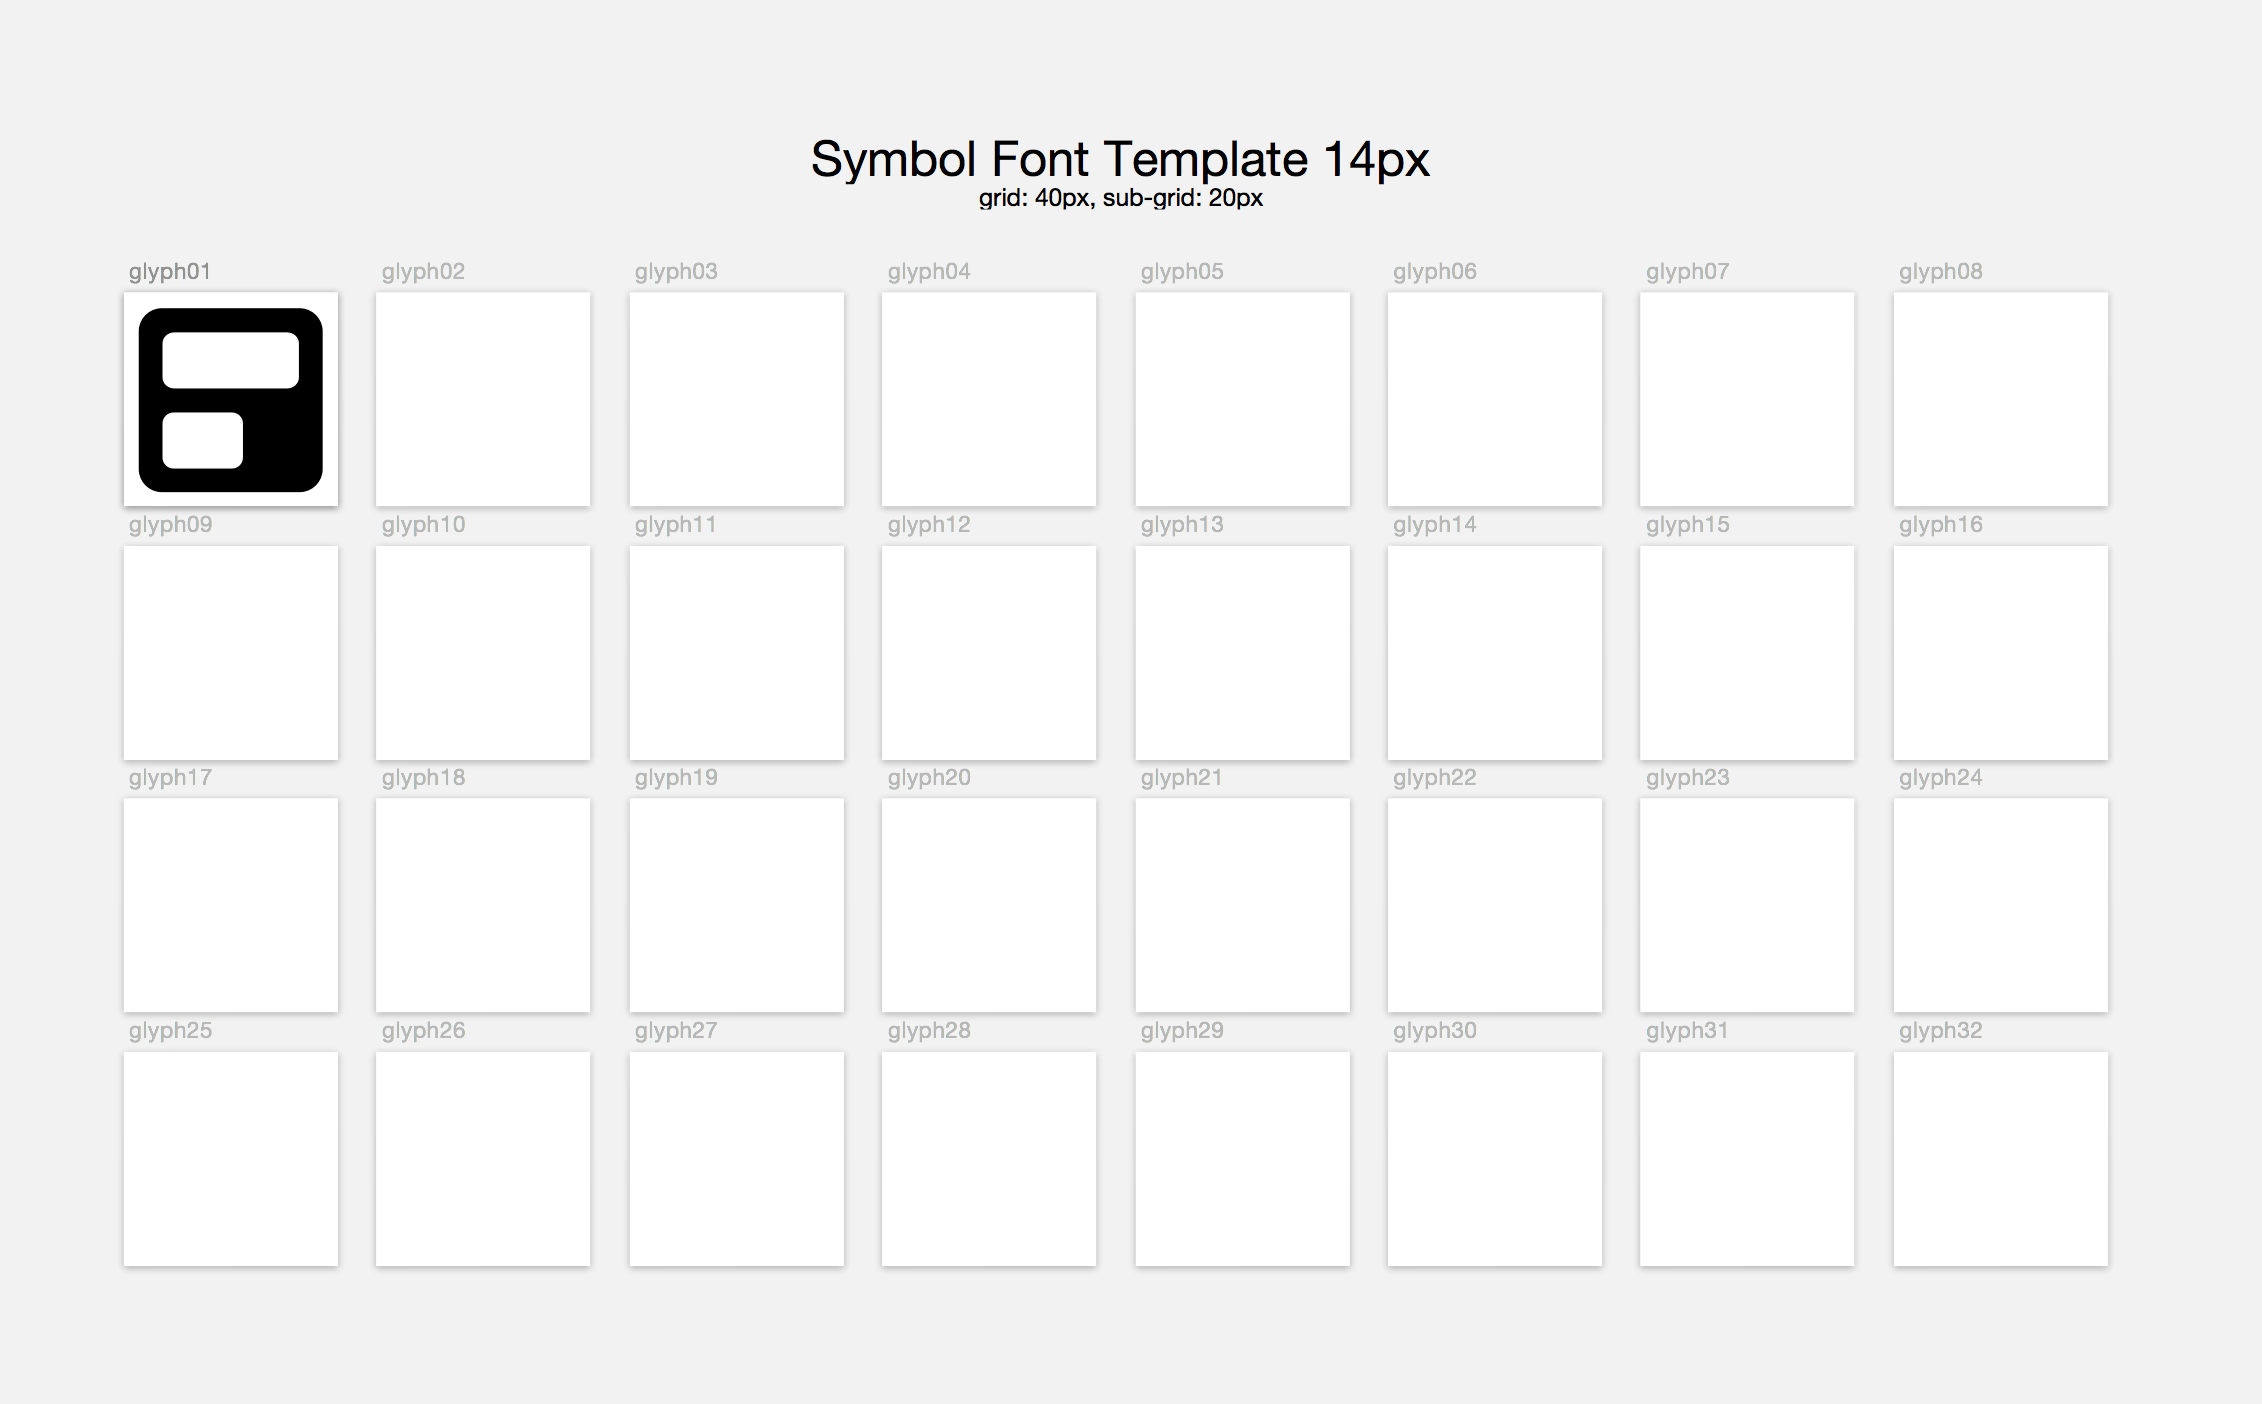 Symbol Font Template 14px
grid: 40px, sub-grid: 20px
glyph01 glyph02 glyph03 glyph04 glyph05 glyph06 glyph07 glyph08
glyph09 glyph10 glyph11 glyph12 glyph13 glyph14 glyph15 glyph16
glyph17 glyph18 glyph19 glyph20 glyph21 glyph22 glyph23 glyph24
glyph25 glyph26 glyph27 glyph28 glyph29 glyph30 glyph31 glyph32